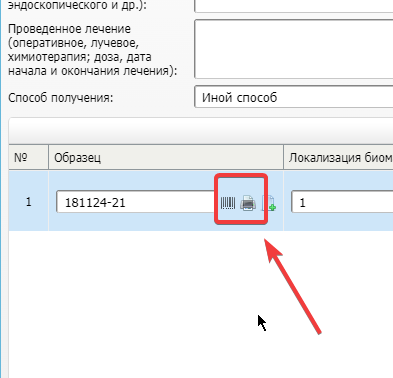 эндоскопического и др.):
Проведенное лечение
(оперативное, лучевое,
химиотерапия; доза, дата
начала и окончания лечения):
Способ получения: Иной способ
№ Образец Локализация биом
1 181124-21 1